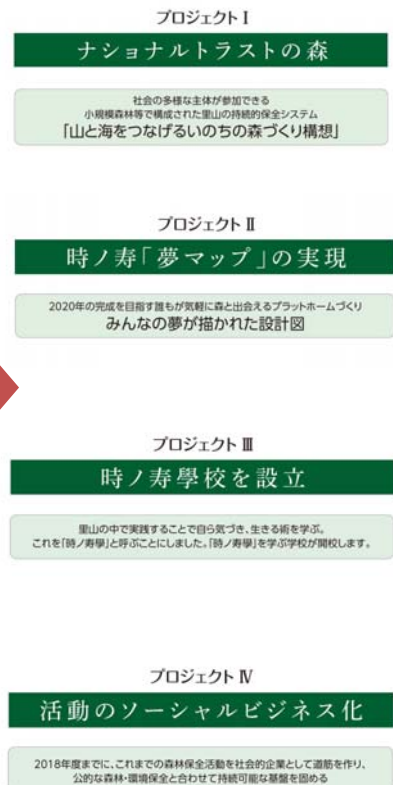 プロジェクトⅠ
ナショナルトラストの森
社会の多様な主体が参加できる
小規模森林等で構成された里山の持続的保全システム
「山と海をつなげるいのちの森づくり構想」
プロジェクトⅡ
時ノ寿「夢マップ」の実現
2020年の完成を目指す誰もが気軽に森と出会えるプラットホームづくり
みんなの夢が描かれた設計図
プロジェクトⅢ
時ノ寿學校を設立
里山の中で実践することで自ら気づき、生きる術を学ぶ。
これを「時ノ寿學」と呼ぶことにしました。「時ノ寿學」を学ぶ学校が開校します。
プロジェクトⅣ
活動のソーシャルビジネス化
2018年度までに、これまでの森林保全活動を社会的企業として道筋を作り、
公的な森林・環境保全と合わせて持続可能な基盤を固める